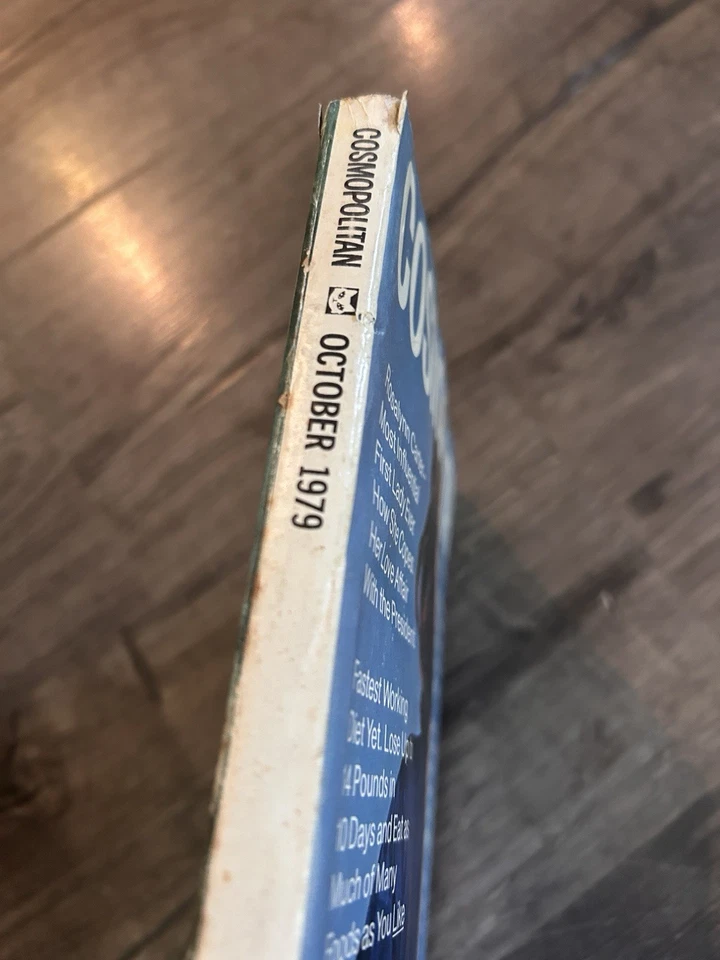 COSMOPOLITAN OCTOBER 1979
COSM
Rosalynn Carter—
Most Influential
First Lady Ever.
How She Copes.
Her Love Affair
With the President
Fastest Working
Diet Yet. Lose Up to
14 Pounds in
10 Days and Eat as
Much of Many
Foods as You Like